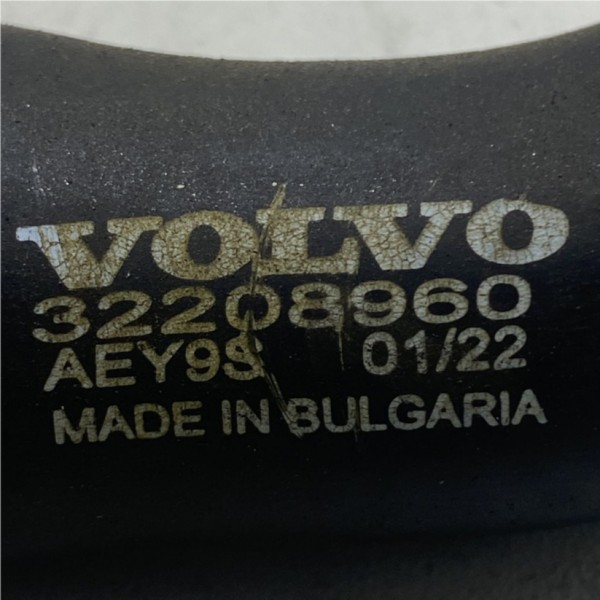 VOLVO
32208960
AEY9S 01/22
MADE IN BULGARIA